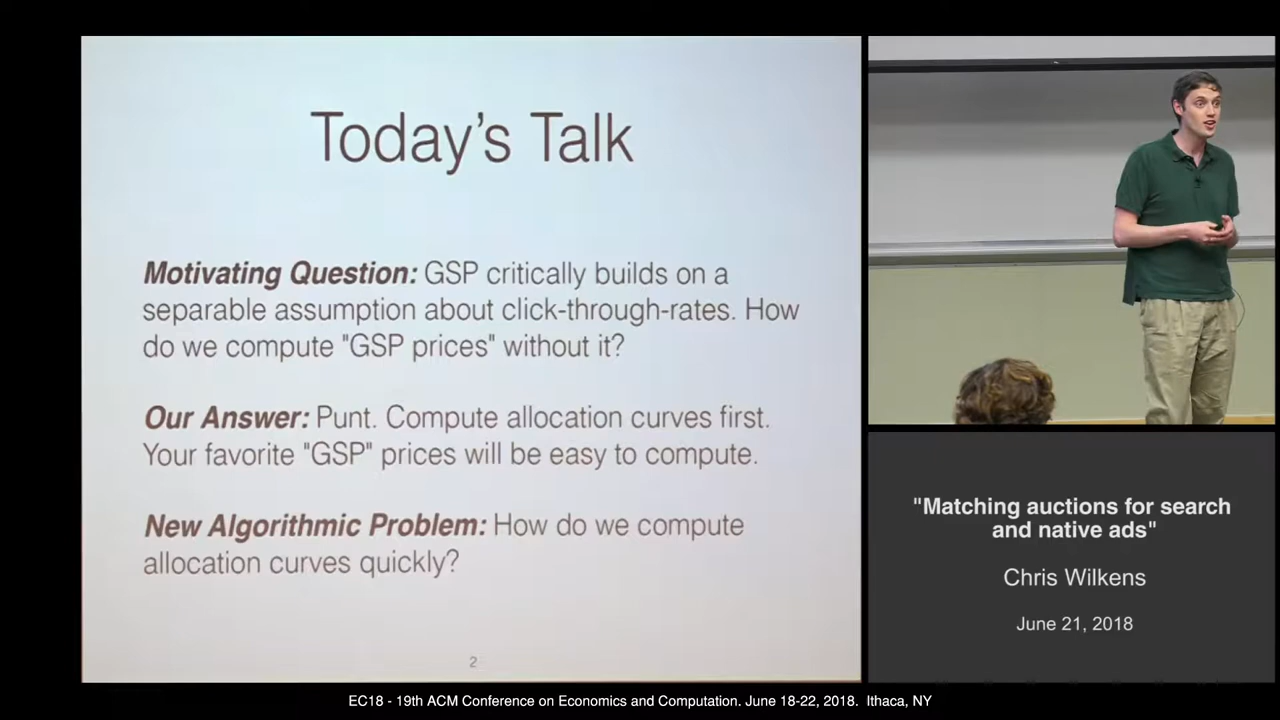 Today's Talk
Motivating Question: GSP critically builds on a
separable assumption about click-through-rates. How
do we compute "GSP prices" without it?
Our Answer: Punt. Compute allocation curves first.
Your favorite "GSP" prices will be easy to compute.
New Algorithmic Problem: How do we compute
allocation curves quickly?
2
"Matching auctions for search
and native ads"
Chris Wilkens
June 21, 2018
EC18 - 19th ACM Conference on Economics and Computation. June 18-22, 2018. Ithaca, NY